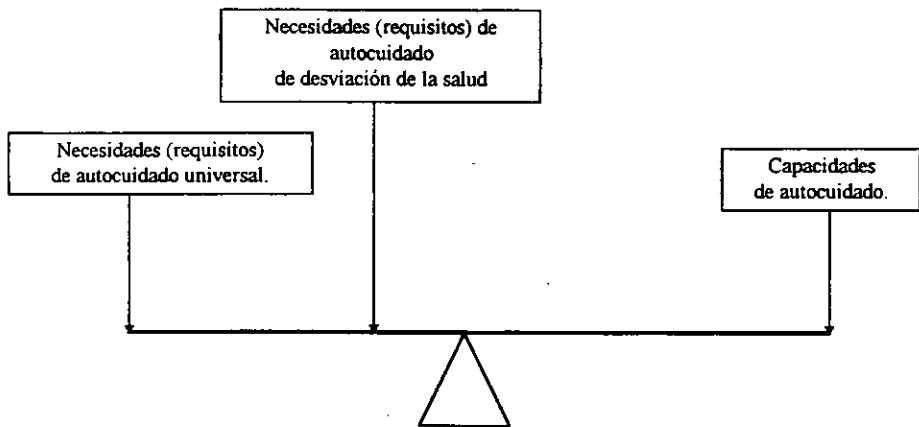 Necesidades (requisitos) de
autocuidado
de desviación de la salud
Necesidades (requisitos)
de autocuidado universal.
Capacidades
de autocuidado.